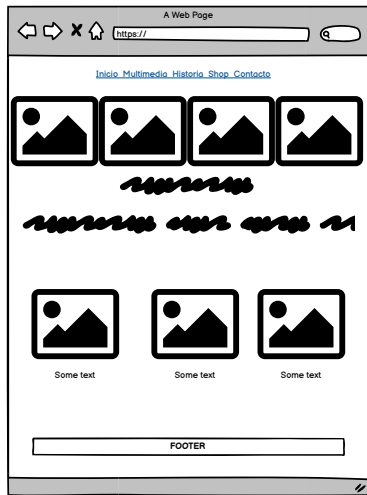 A Web Page
https://
Inicio Multimedia Historia Shop Contacto
Some text Some text Some text
FOOTER